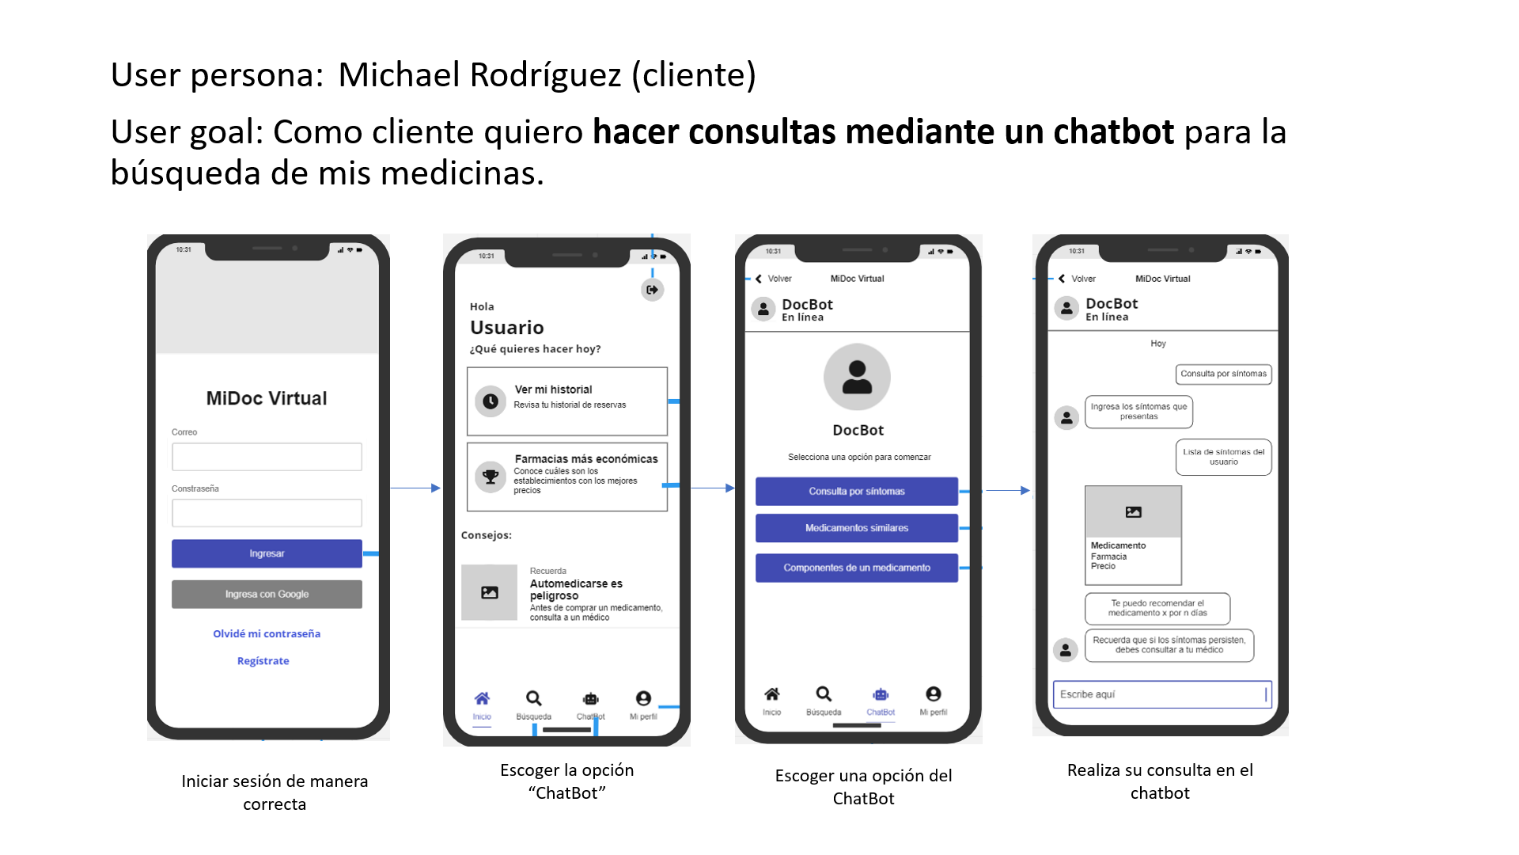 User persona: Michael Rodríguez (cliente)
User goal: Como cliente quiero hacer consultas mediante un chatbot para la
búsqueda de mis medicinas.
10:31
MiDoc Virtual
Correo
Constraseña
Ingresar
Ingresa con Google
Olvidé mi contraseña
Regístrate
Iniciar sesión de manera
correcta
10:31
Hola
Usuario
¿Qué quieres hacer hoy?
Ver mi historial
Revisa tu historial de reservas
Farmacias más económicas
Conoce cuáles son los
establecimientos con los mejores
precios
Consejos:
Recuerda
Automedicarse es
peligroso
Antes de comprar un medicamento,
consulta a un médico
Inicio
Búsqueda
ChatBot
Mi perfil
Escoger la opción
“ChatBot”
10:31
Volver
MiDoc Virtual
DocBot
En línea
DocBot
Selecciona una opción para comenzar
Consulta por síntomas
Medicamentos similares
Componentes de un medicamento
Inicio
Búsqueda
ChatBot
Mi perfil
Escoger una opción del
ChatBot
10:31
Volver
MiDoc Virtual
DocBot
En línea
Hoy
Consulta por síntomas
Ingresa los síntomas que
presentas
Lista de síntomas del
usuario
Medicamento
Farmacia
Precio
Te puedo recomendar el
medicamento x por n días
Recuerda que si los síntomas persisten,
debes consultar a tu médico
Escribe aquí
Realiza su consulta en el
chatbot